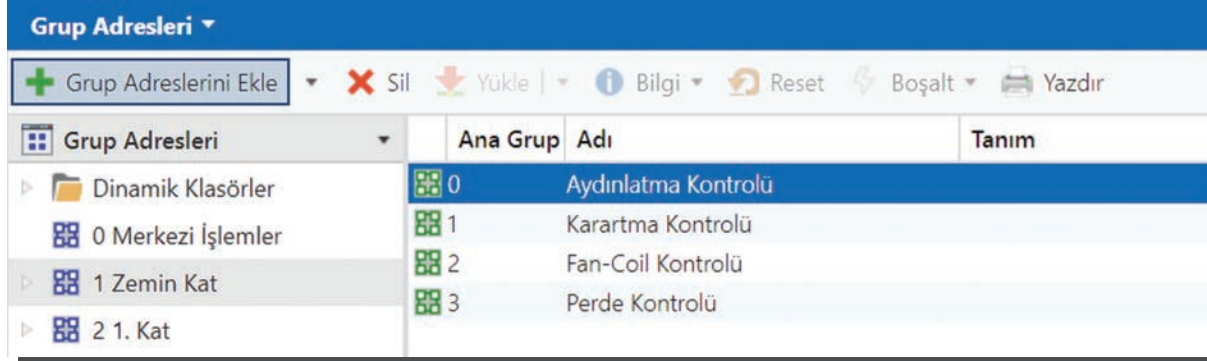 Grup Adresleri
Grup Adreslerini Ekle Sil Yükle Bilgi Reset Boşalt Yazdır
Grup Adresleri Ana Grup Adı Tanım
Dinamik Klasörler 0 Aydınlatma Kontrolü
0 Merkezi İşlemler 1 Karartma Kontrolü
1 Zemin Kat 2 Fan-Coil Kontrolü
2 1. Kat 3 Perde Kontrolü